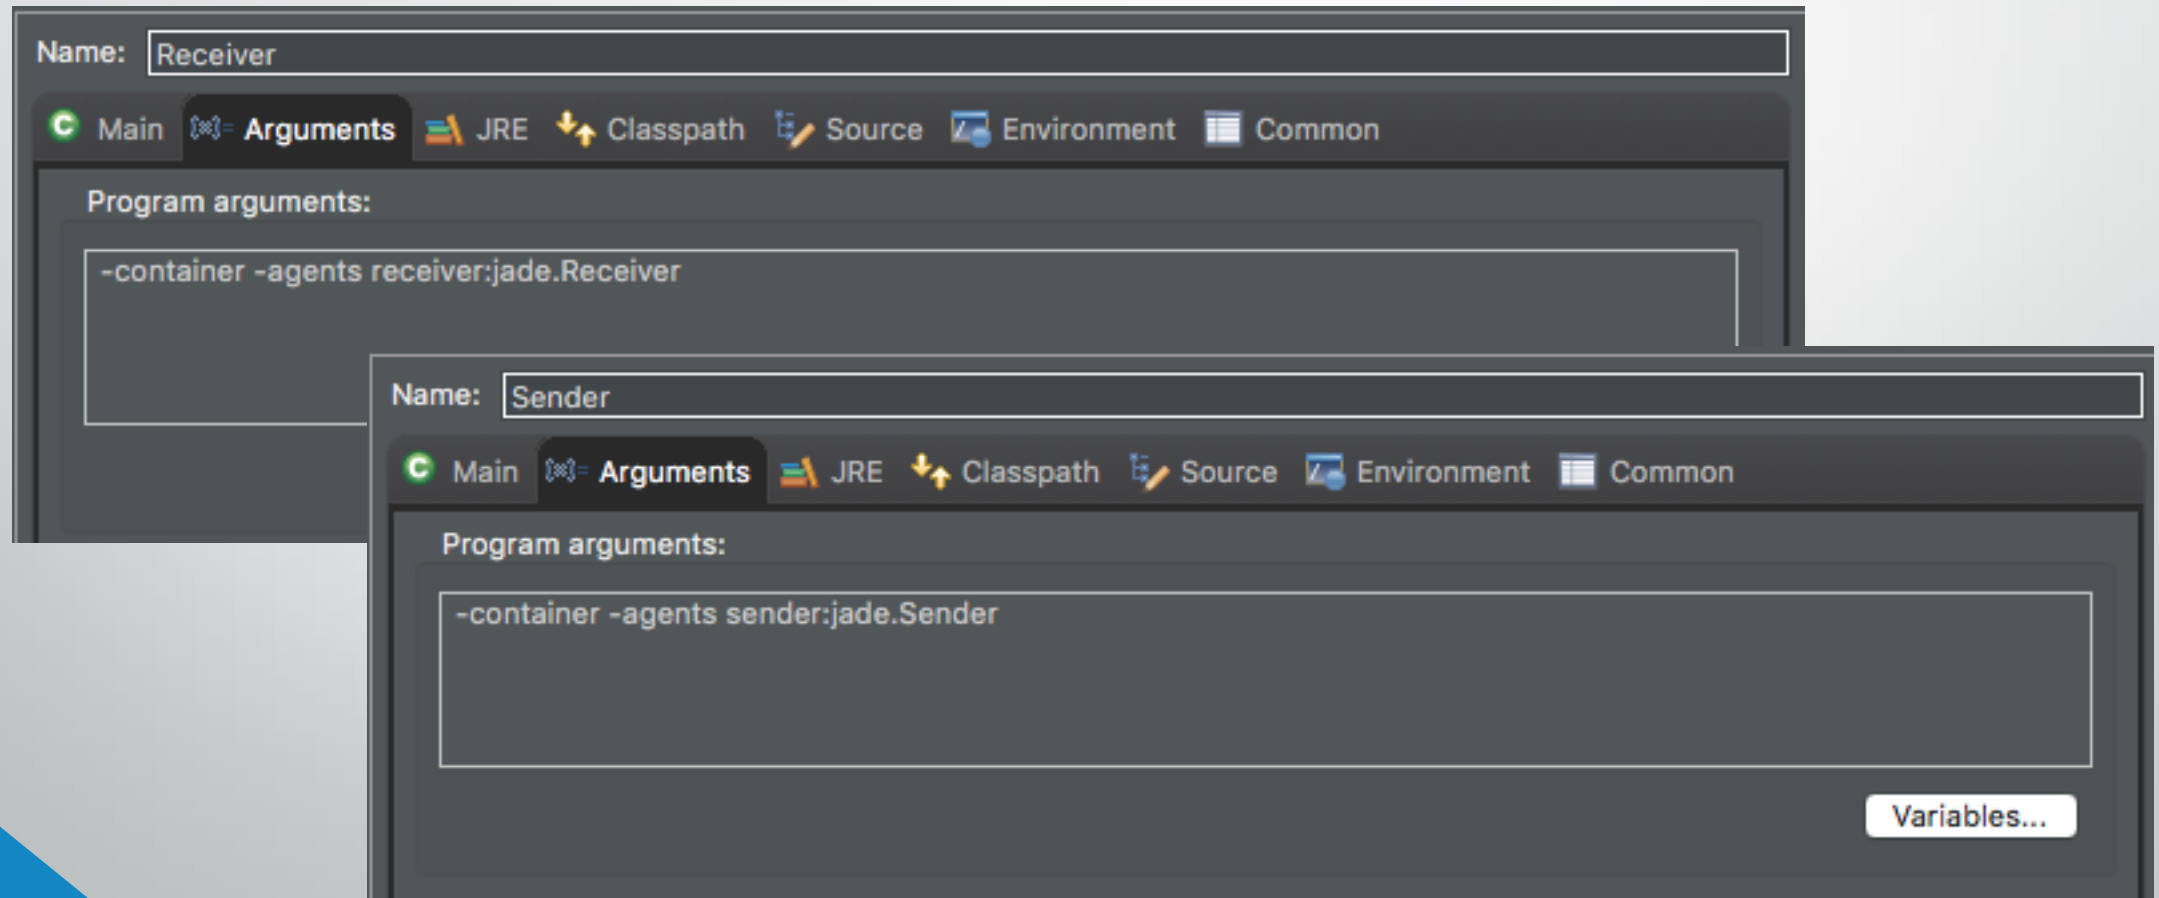 Name: Receiver
Main Arguments JRE Classpath Source Environment Common
Program arguments:
-container -agents receiver:jade.Receiver
Name: Sender
Main Arguments JRE Classpath Source Environment Common
Program arguments:
-container -agents sender:jade.Sender
Variables...